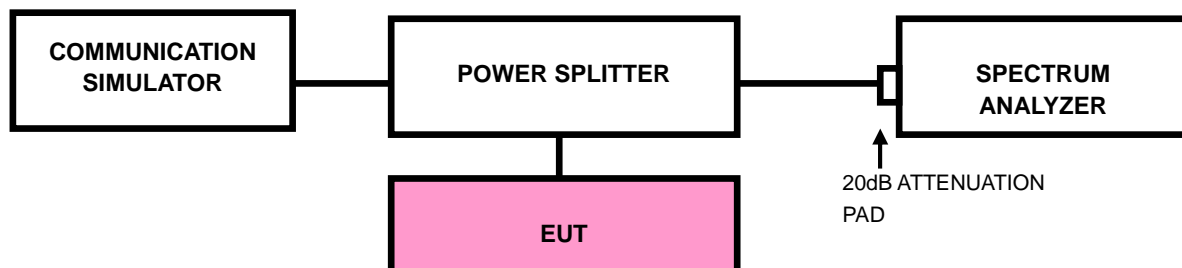 COMMUNICATION
SIMULATOR
POWER SPLITTER
SPECTRUM
ANALYZER
20dB ATTENUATION
PAD
EUT